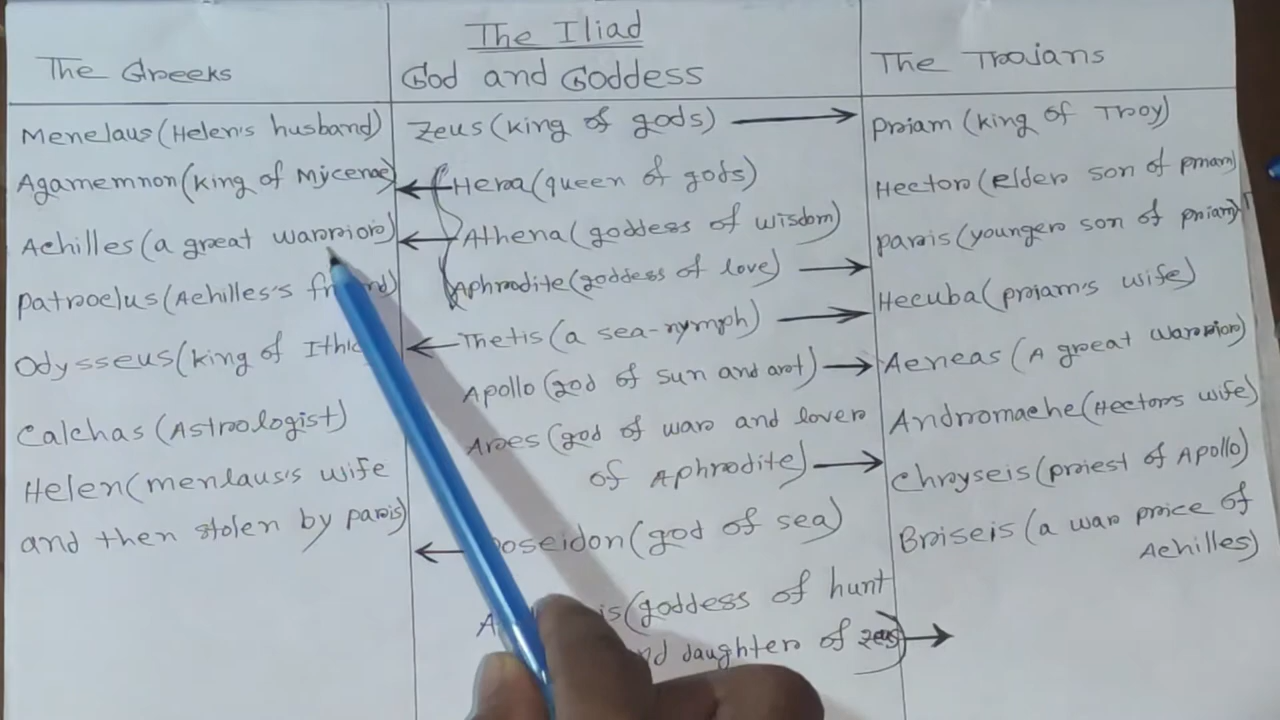 The Iliad
The Greeks
Menelaus (Helen's husband)
Agamemnon (king of Mycenae)
Achilles (a great warrior)
Patroclus (Achilles's
Odysseus (king of
Calchas (Astrologist)
Helen (menlaus's wife
and then stolen by paris)
God and Goddess
Zeus (king of gods)
Hera (queen of gods)
Athena (goddess of wisdom)
Aphrodite (goddess of love)
Thetis (a sea-nymph)
Apollo (god of sun and art)
Ares (god of war and lover
of Aphrodite)
Poseidon (god of sea)
(goddess of hunt
daughter of zeus)
The Trojans
Priam (king of Troy)
Hector (elder son of priam)
paris (younger son of priam)
Hecuba (priam's wife)
Aeneas (A great warrior)
Andromache (Hector's wife)
Chryseis (priest of Apollo)
Briseis (a war price of
Achilles)